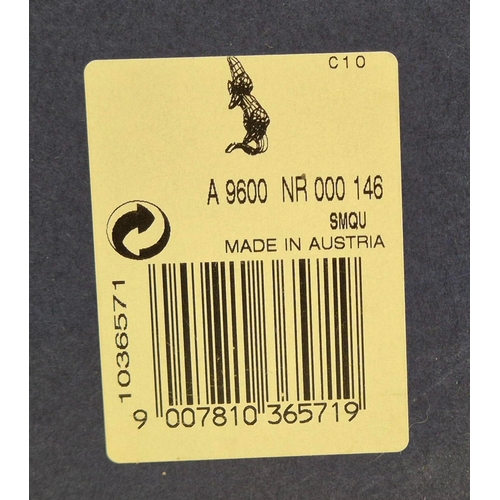 C10
A 9600 NR 000 146
SMQU
MADE IN AUSTRIA
1036571
9 007810 365719